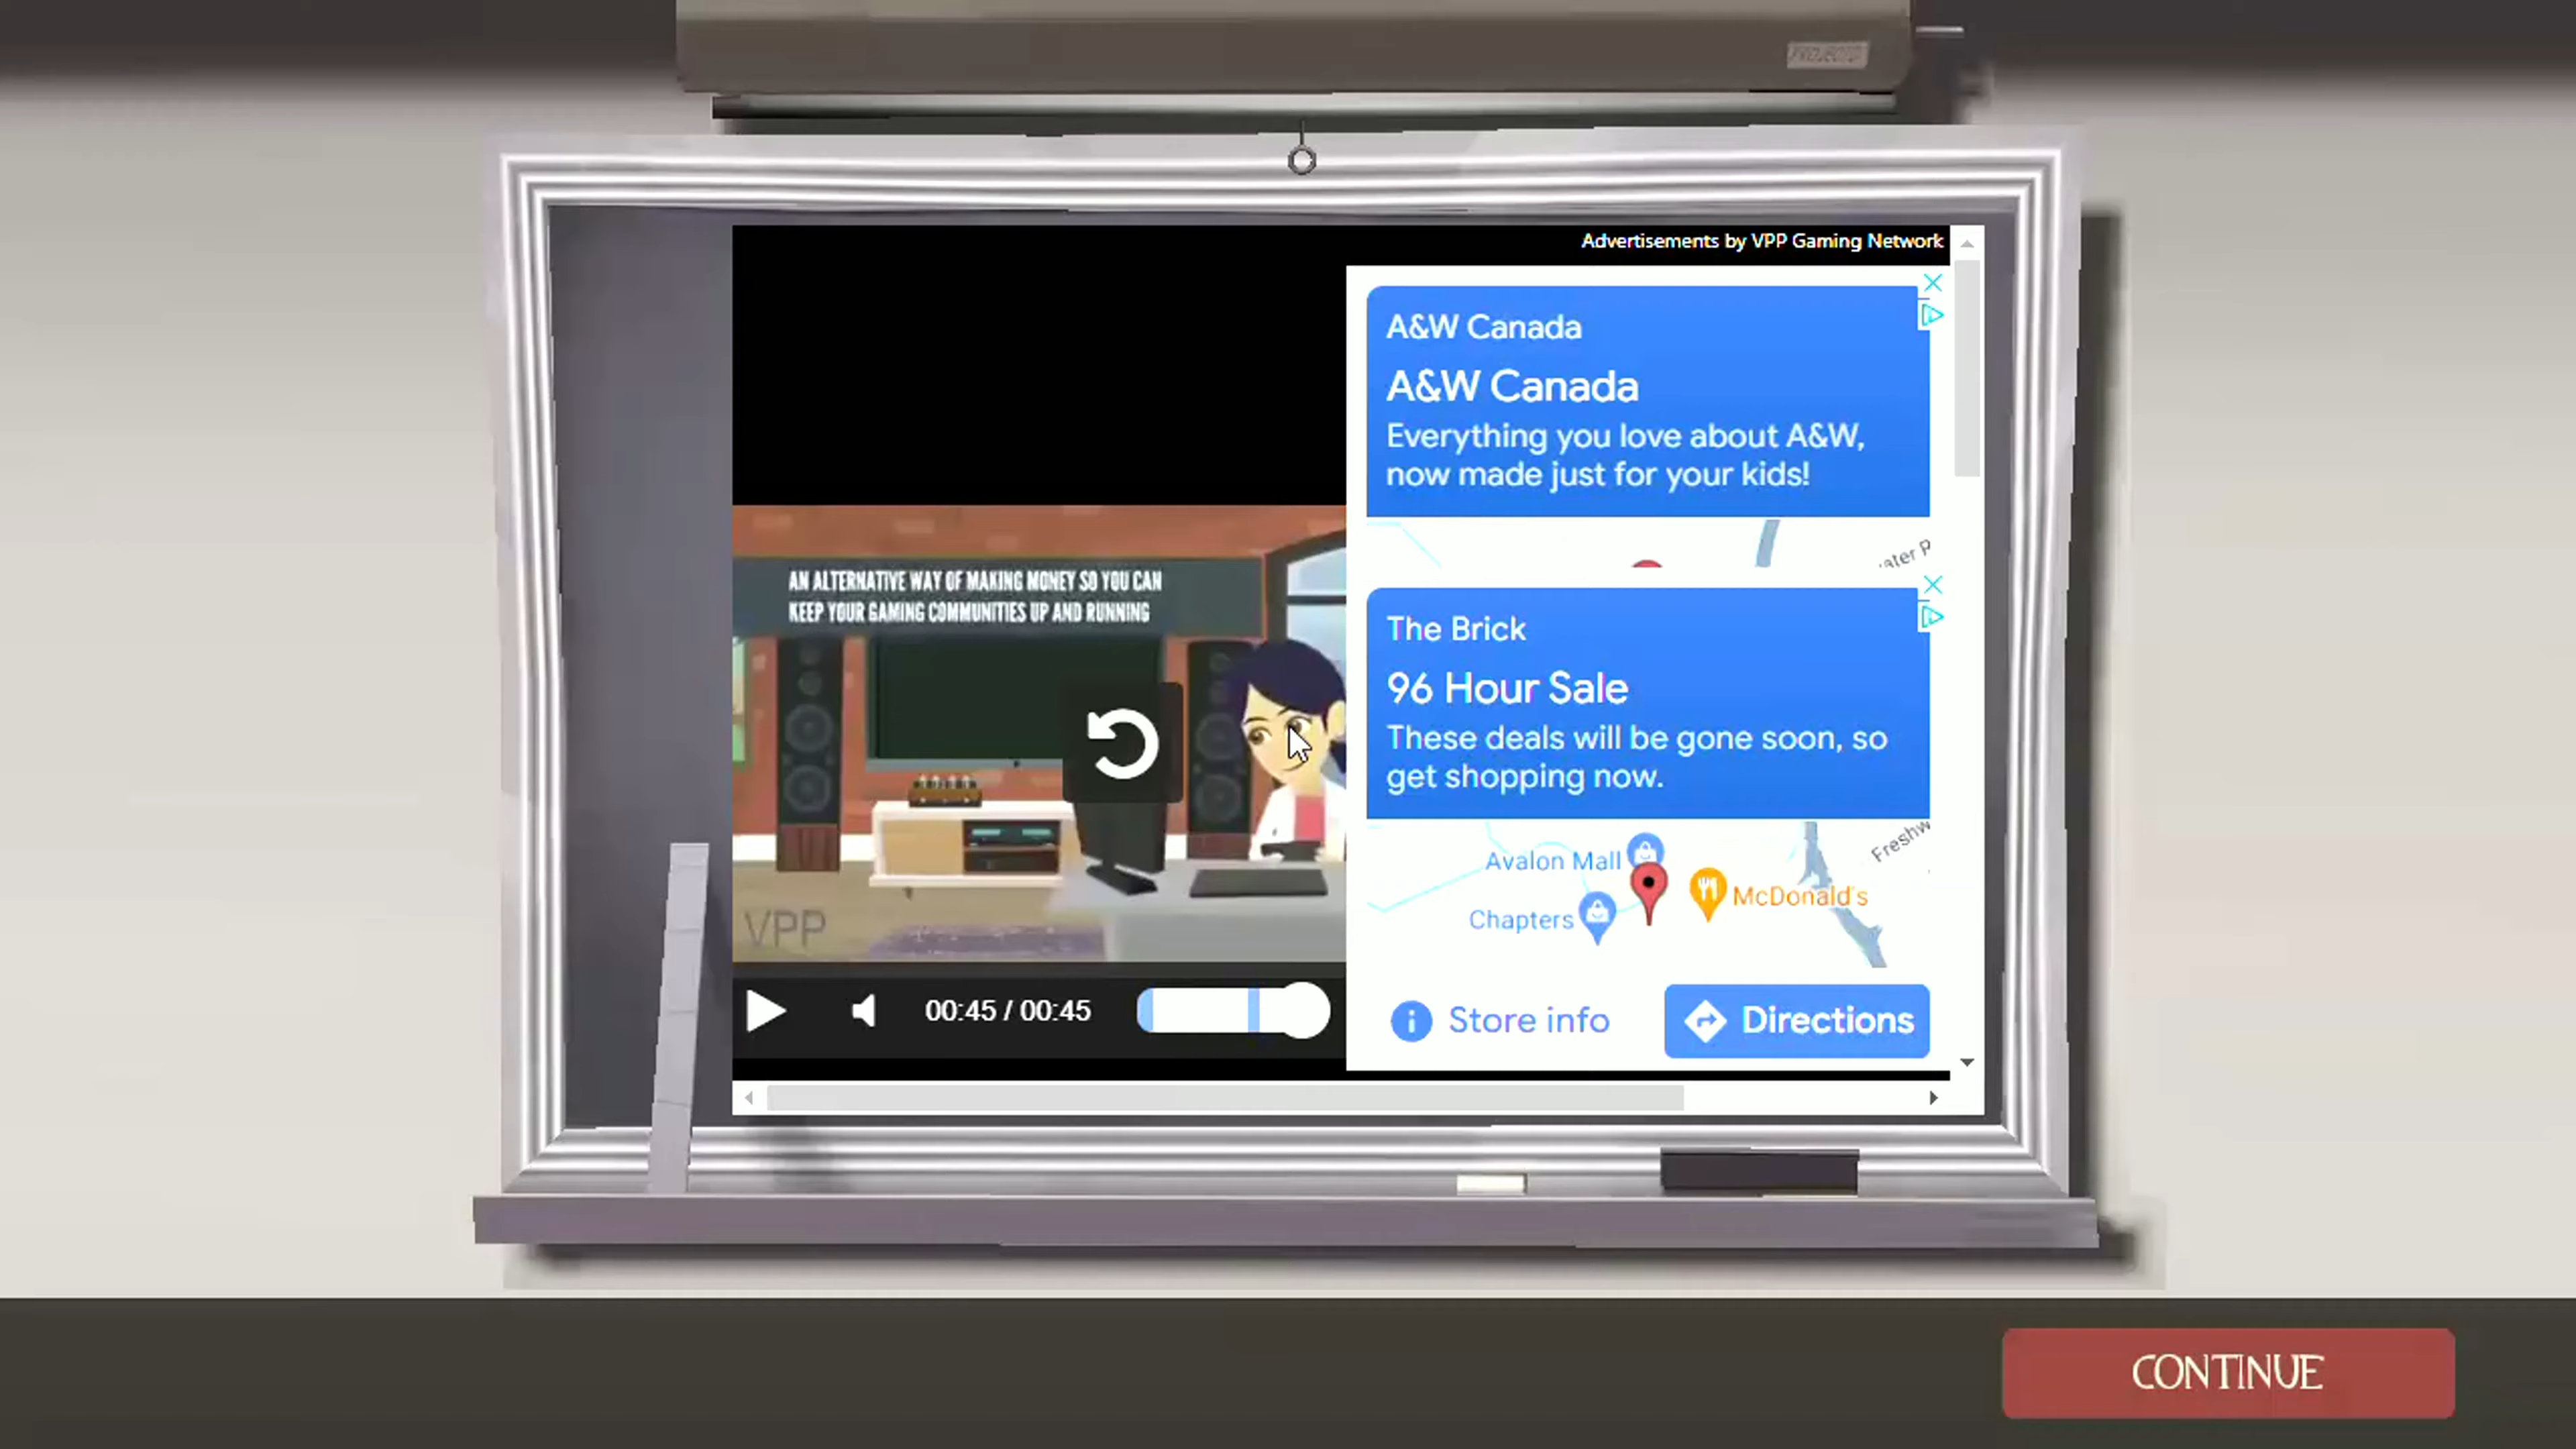 Advertisements by VPP Gaming Network
A&W Canada
A&W Canada
Everything you love about A&W,
now made just for your kids!
ater P
AN ALTERNATIVE WAY OF MAKING MONEY SO YOU CAN
KEEP YOUR GAMING COMMUNITIES UP AND RUNNING
The Brick
96 Hour Sale
These deals will be gone soon, so
get shopping now.
Freshw
Avalon Mall
McDonald's
Chapters
VPP
00:45 / 00:45
Store info
Directions
CONTINUE